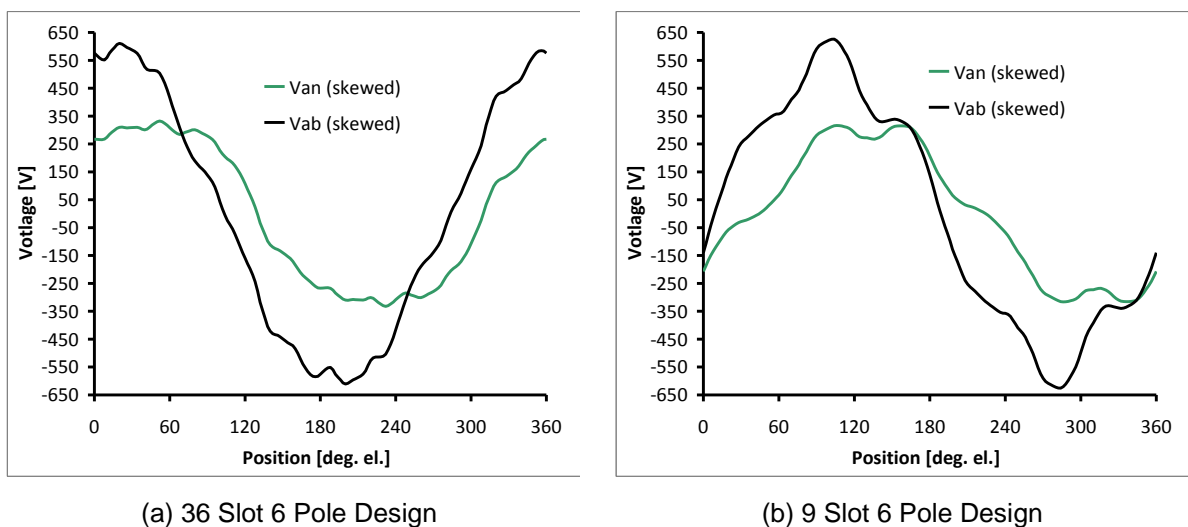 650
550
450
350
250
150
50
-50
-150
-250
-350
-450
-550
-650
Votlage [V]
Van (skewed)
Vab (skewed)
0 60 120 180 240 300 360
Position [deg. el.]
(a) 36 Slot 6 Pole Design
650
550
450
350
250
150
50
-50
-150
-250
-350
-450
-550
-650
Votlage [V]
Van (skewed)
Vab (skewed)
0 60 120 180 240 300 360
Position [deg. el.]
(b) 9 Slot 6 Pole Design